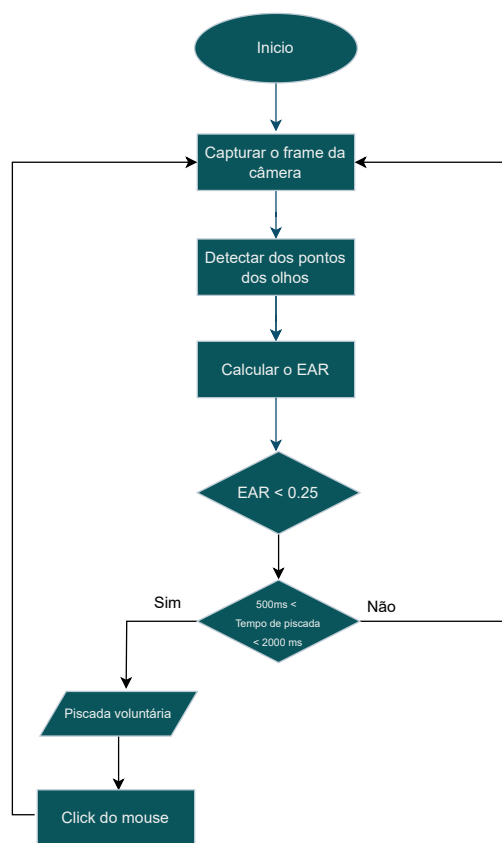 Inicio
Capturar o frame da
câmera
Detectar dos pontos
dos olhos
Calcular o EAR
EAR < 0.25
Sim
500ms <
Tempo de piscada
< 2000 ms
Não
Piscada voluntária
Click do mouse